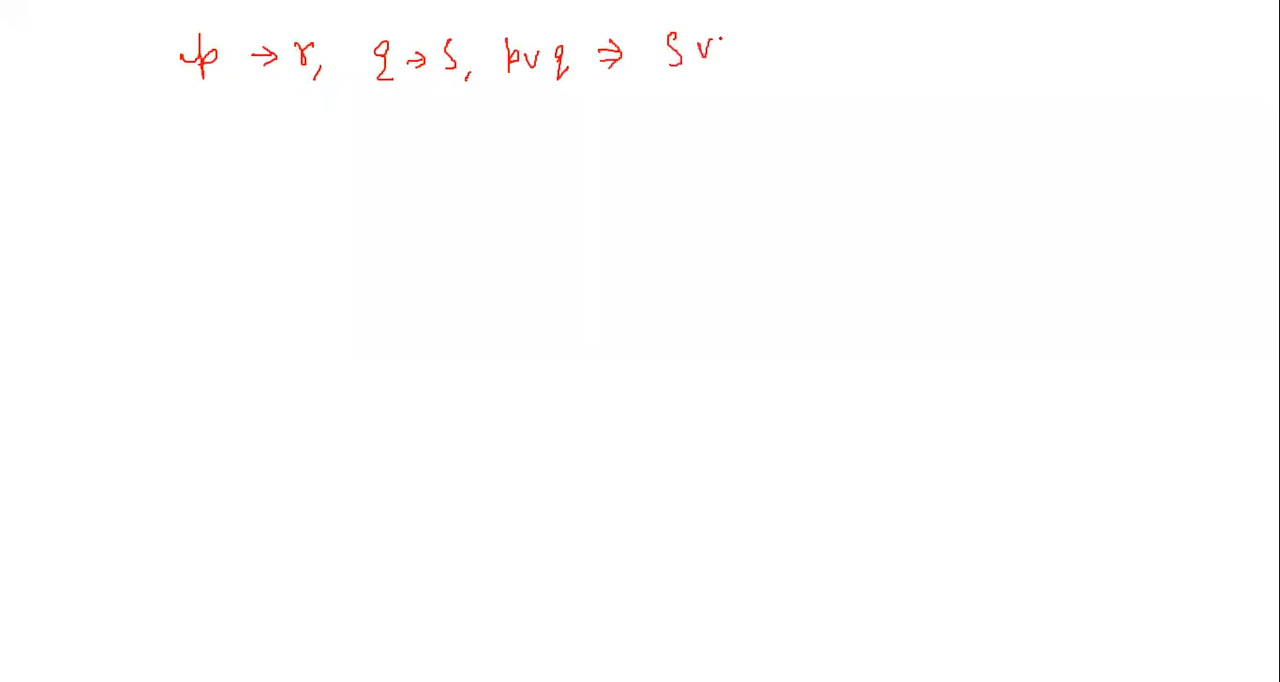 p → r, q → s, p ∨ q ⇒ s ∨